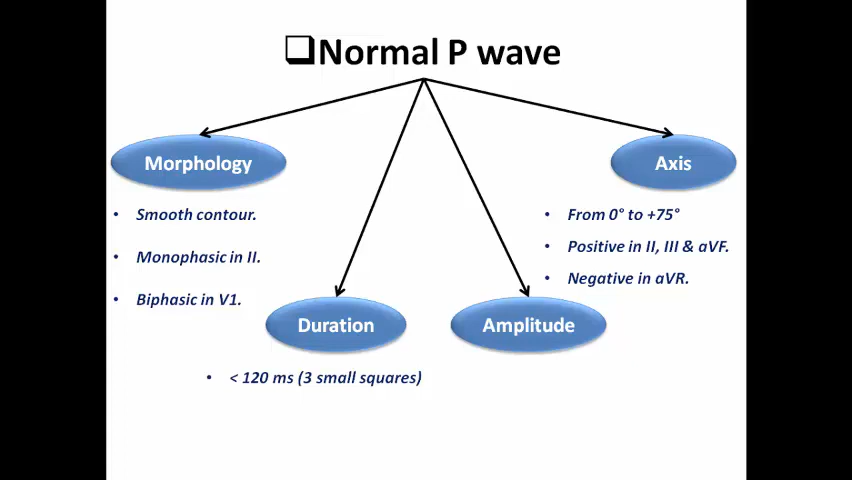 ❑Normal P wave
Morphology
• Smooth contour.
• Monophasic in II.
• Biphasic in V1.
Duration
• < 120 ms (3 small squares)
Amplitude
Axis
• From 0° to +75°
• Positive in II, III & aVF.
• Negative in aVR.